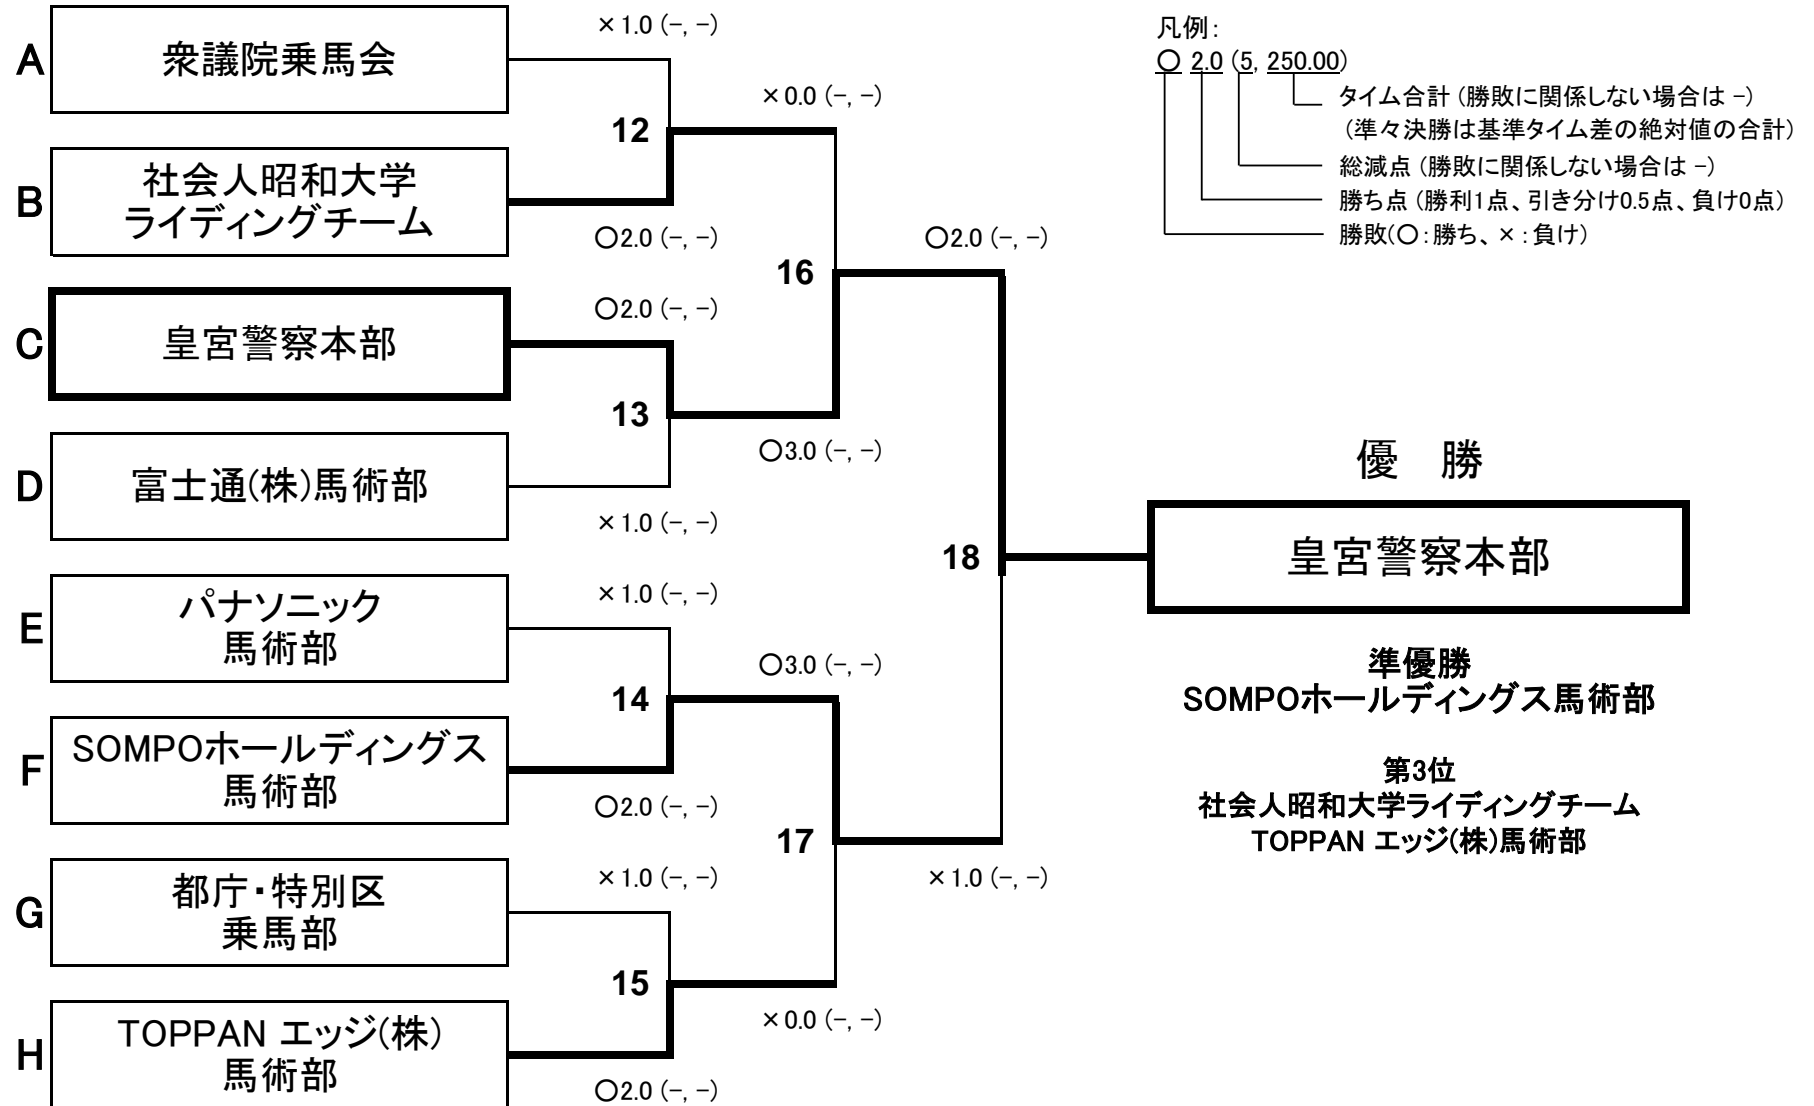 A
衆議院乗馬会
×1.0 (−, −)
12
×0.0 (−, −)
B
社会人昭和大学
ライディングチーム
○2.0 (−, −)
16
○2.0 (−, −)
C
皇宮警察本部
○2.0 (−, −)
13
○3.0 (−, −)
D
富士通(株)馬術部
×1.0 (−, −)
18
E
パナソニック
馬術部
×1.0 (−, −)
14
○3.0 (−, −)
F
SOMPOホールディングス
馬術部
○2.0 (−, −)
17
×1.0 (−, −)
G
都庁・特別区
乗馬部
×1.0 (−, −)
15
×0.0 (−, −)
H
TOPPAN エッジ(株)
馬術部
○2.0 (−, −)
凡例:
○ 2.0 (5, 250.00)
タイム合計 (勝敗に関係しない場合は −)
(準々決勝は基準タイム差の絶対値の合計)
総減点 (勝敗に関係しない場合は −)
勝ち点 (勝利1点、引き分け0.5点、負け0点)
勝敗(○:勝ち、×:負け)
優 勝
皇宮警察本部
準優勝
SOMPOホールディングス馬術部
第3位
社会人昭和大学ライディングチーム
TOPPAN エッジ(株)馬術部